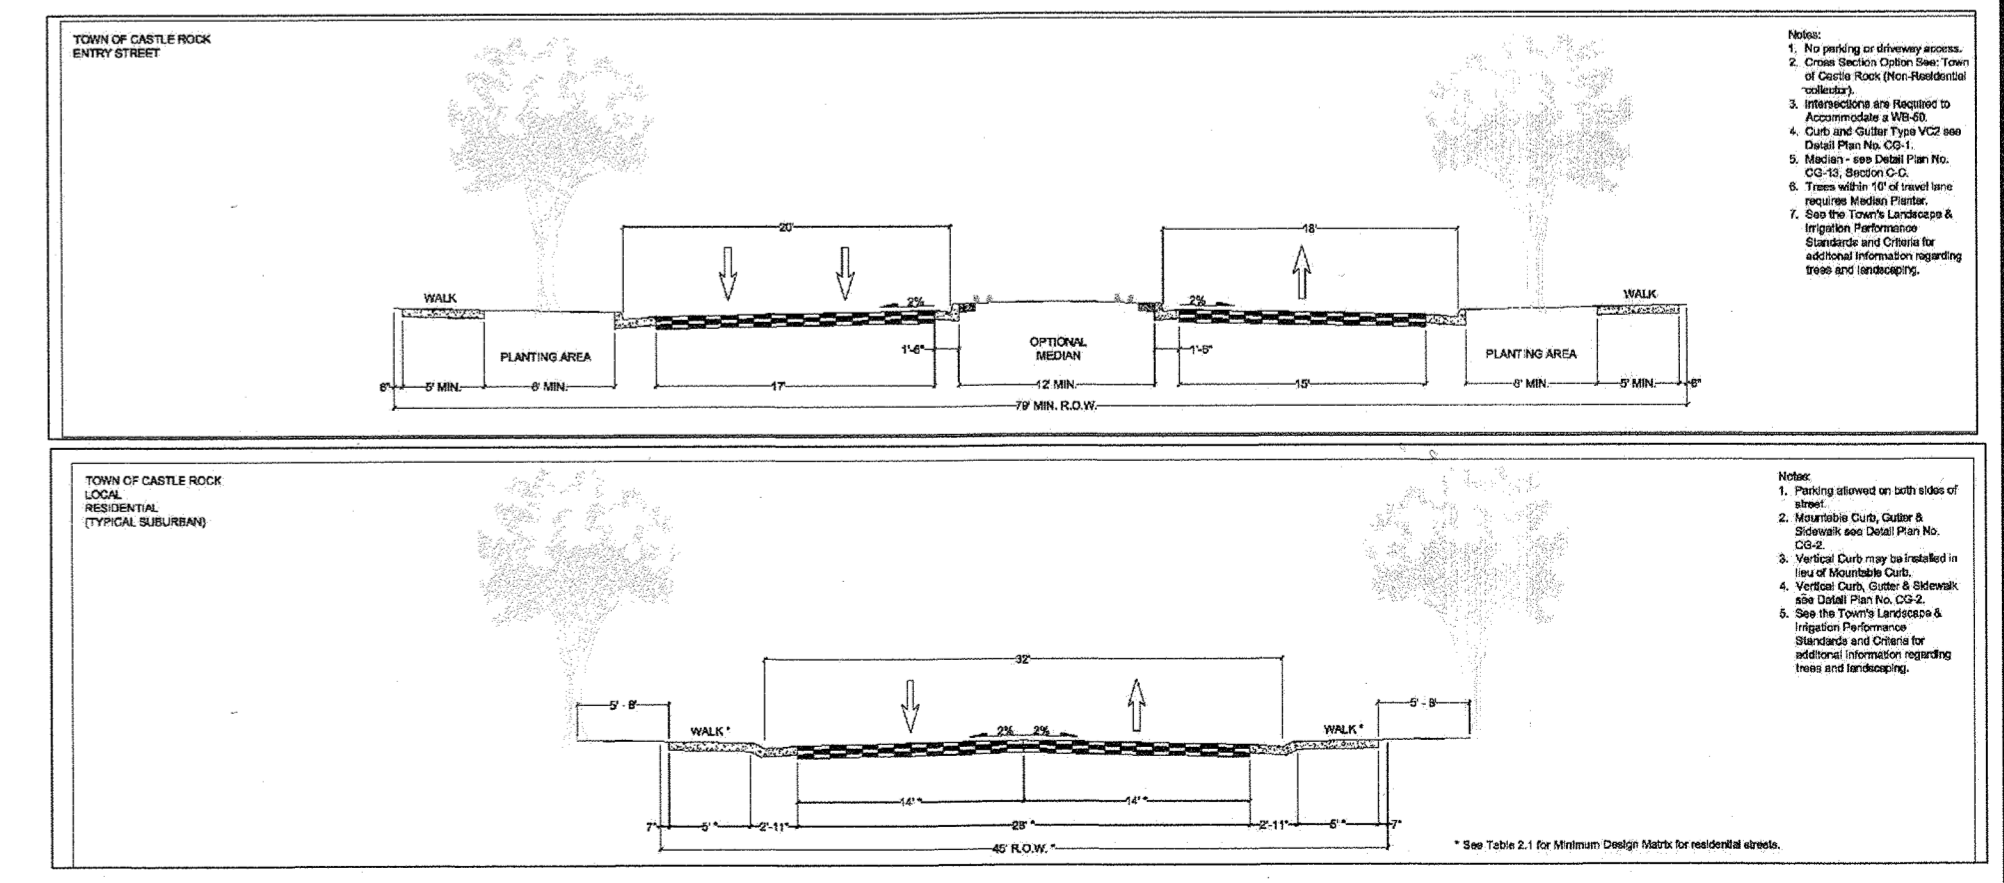 TOWN OF CASTLE ROCK
ENTRY STREET
Notes:
1. No parking or driveway access.
2. Cross Section Option See: Town
of Castle Rock (Non-Residential
collector).
3. Intersections are Required to
Accommodate a WB-50.
4. Curb and Gutter Type VC2 see
Detail Plan No. CG-1.
5. Median - see Detail Plan No.
CG-13, Section C-C.
6. Trees within 10' of travel lane
requires Median Planter.
7. See the Town's Landscape &
Irrigation Performance
Standards and Criteria for
additonal information regarding
trees and landscaping.
20'
18'
WALK
2%
2%
WALK
1'-6"
OPTIONAL
MEDIAN
1'-6"
PLANTING AREA
PLANTING AREA
6"
5' MIN.
8' MIN.
17'
12' MIN.
15'
8' MIN.
5' MIN.
6"
79' MIN. R.O.W.
TOWN OF CASTLE ROCK
LOCAL
RESIDENTIAL
(TYPICAL SUBURBAN)
Notes:
1. Parking allowed on both sides of
street.
2. Mountable Curb, Gutter &
Sidewalk see Detail Plan No.
CG-2.
3. Vertical Curb may be installed in
lieu of Mountable Curb.
4. Vertical Curb, Gutter & Sidewalk
see Detail Plan No. CG-2.
5. See the Town's Landscape &
Irrigation Performance
Standards and Criteria for
additonal information regarding
trees and landscaping.
32'
5' - 8'
5' - 8'
WALK *
2%
2%
WALK *
14' *
14' *
7"
5' *
2'-11"
28' *
2'-11"
5' *
7"
45' R.O.W. *
* See Table 2.1 for Minimum Design Matrix for residential streets.